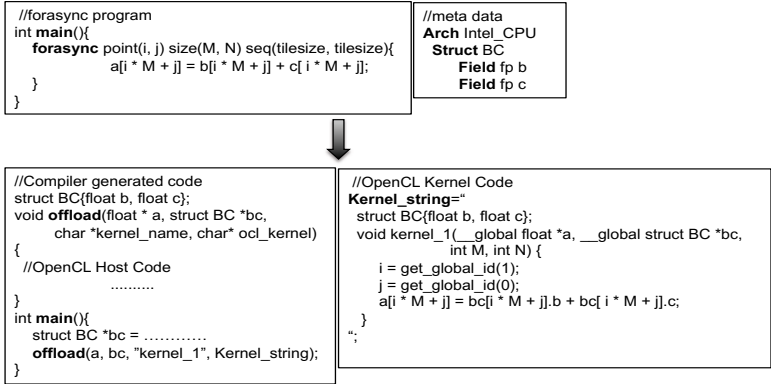 //forasync program
int main(){
forasync point(i, j) size(M, N) seq(tilesize, tilesize){
a[i * M + j] = b[i * M + j] + c[ i * M + j];
}
}
//meta data
Arch Intel_CPU
Struct BC
Field fp b
Field fp c
//Compiler generated code
struct BC{float b, float c};
void offload(float * a, struct BC *bc,
char *kernel_name, char* ocl_kernel)
{
//OpenCL Host Code
..........
}
int main(){
struct BC *bc = …………
offload(a, bc, ”kernel_1”, Kernel_string);
}
//OpenCL Kernel Code
Kernel_string=“
struct BC{float b, float c};
void kernel_1(__global float *a, __global struct BC *bc,
int M, int N) {
i = get_global_id(1);
j = get_global_id(0);
a[i * M + j] = bc[i * M + j].b + bc[ i * M + j].c;
}
“;